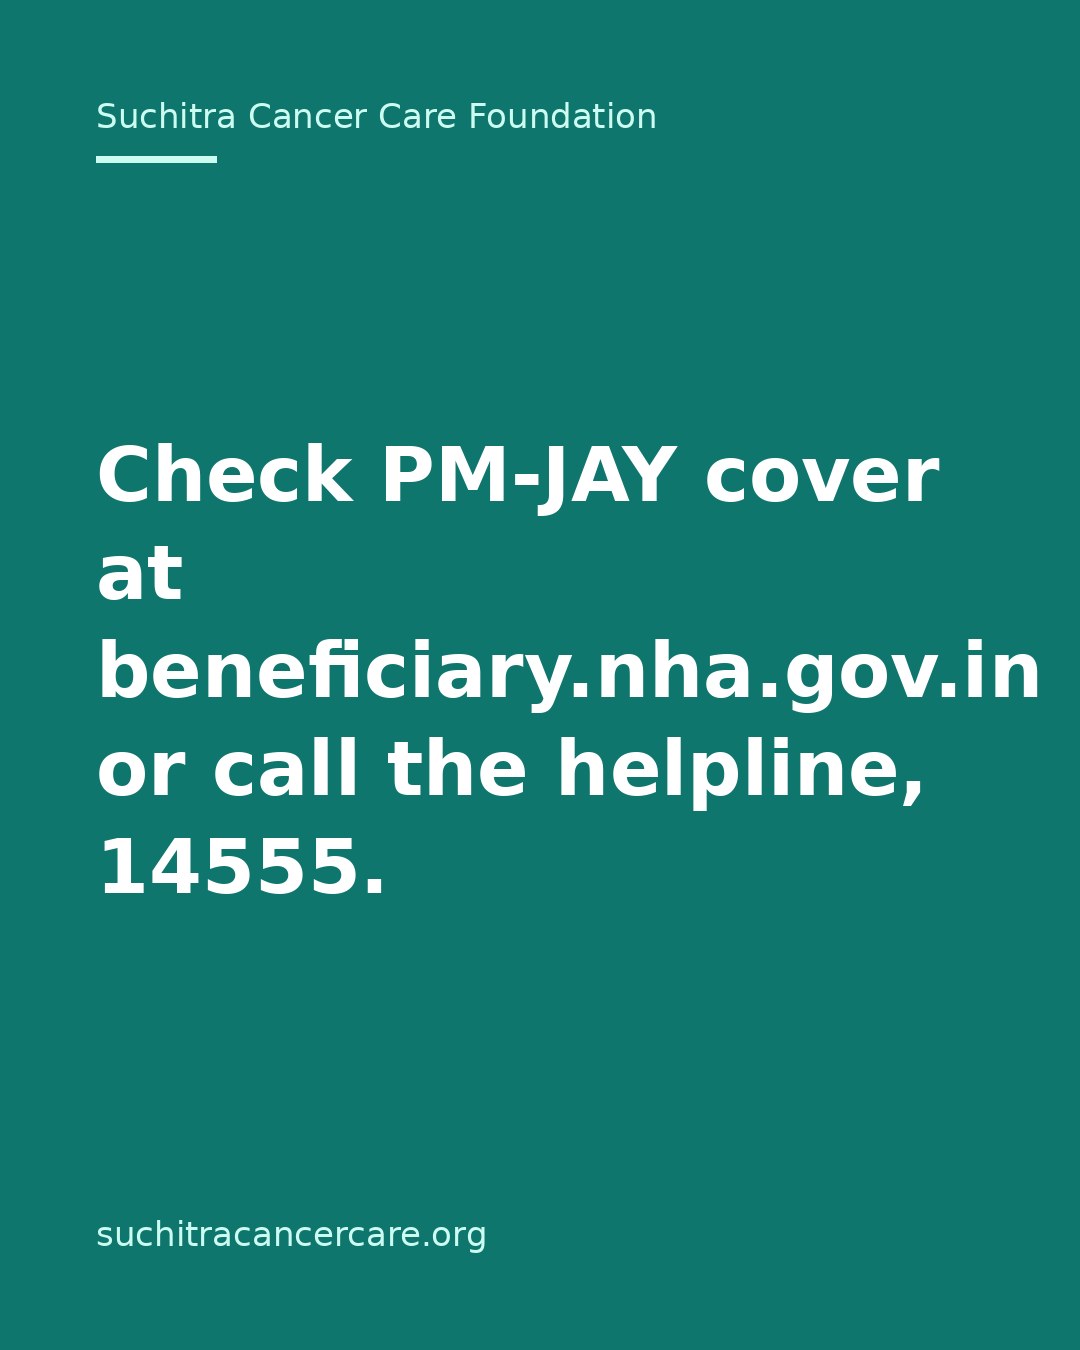 Suchitra Cancer Care Foundation
Check PM-JAY cover
at
beneficiary.nha.gov.in
or call the helpline,
14555.
suchitracancercare.org